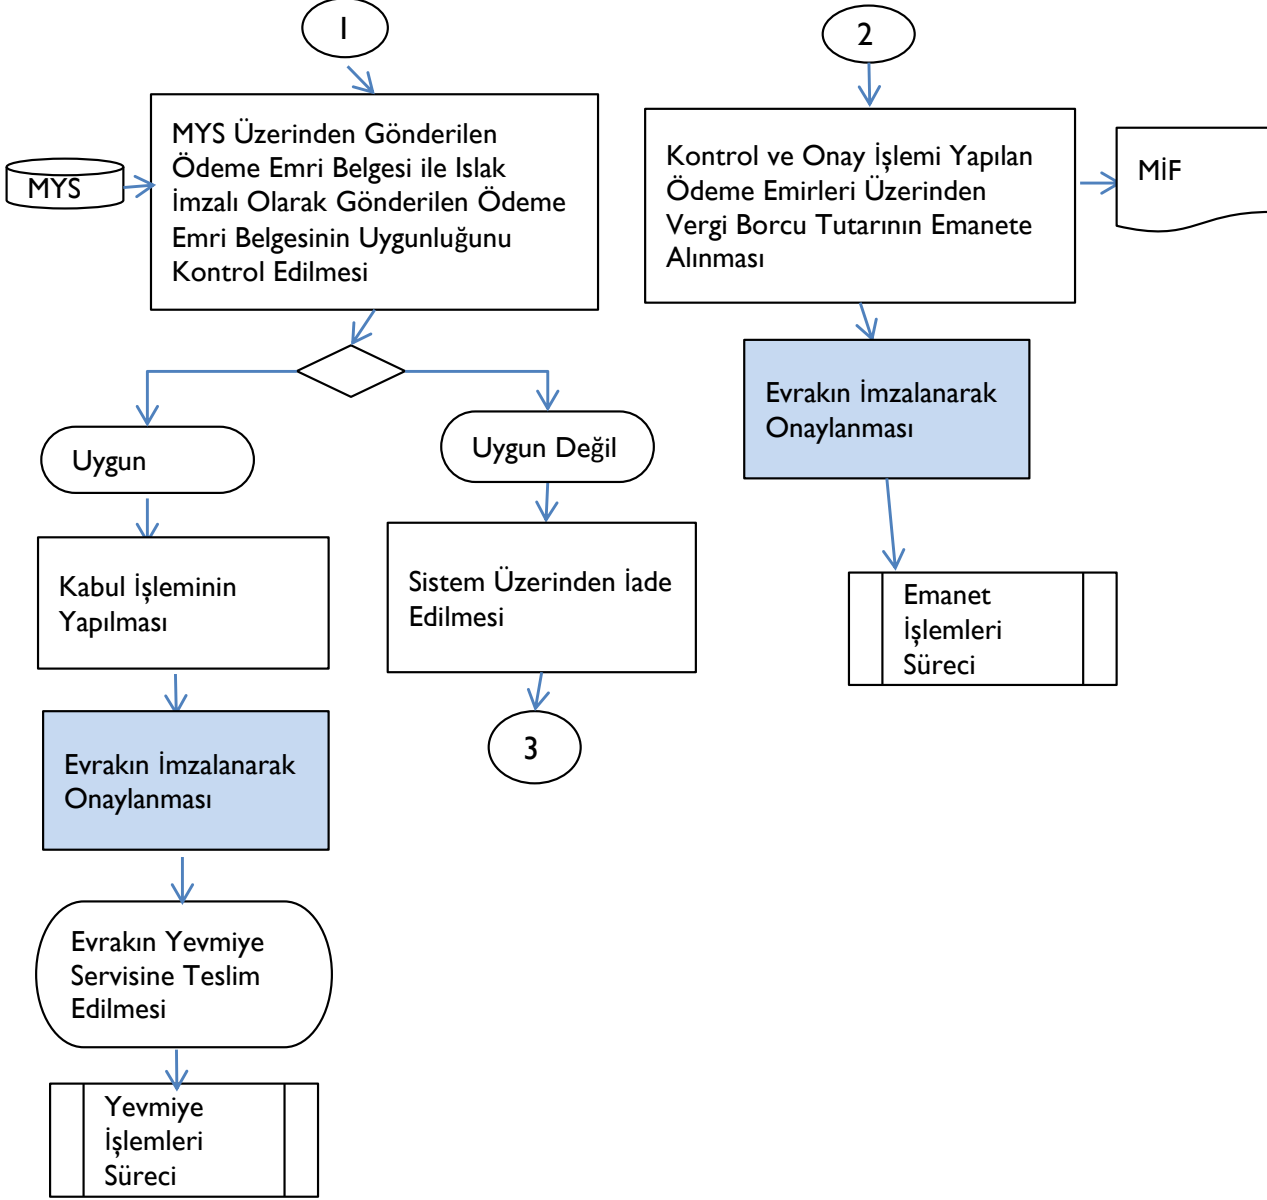 1
MYS Üzerinden Gönderilen
Ödeme Emri Belgesi ile Islak
İmzalı Olarak Gönderilen Ödeme
Emri Belgesinin Uygunluğunu
Kontrol Edilmesi
MYS
Uygun
Uygun Değil
Kabul İşleminin
Yapılması
Sistem Üzerinden İade
Edilmesi
3
Evrakın İmzalanarak
Onaylanması
Evrakın Yevmiye
Servisine Teslim
Edilmesi
Yevmiye
İşlemleri
Süreci
2
Kontrol ve Onay İşlemi Yapılan
Ödeme Emirleri Üzerinden
Vergi Borcu Tutarının Emanete
Alınması
MİF
Evrakın İmzalanarak
Onaylanması
Emanet
İşlemleri
Süreci